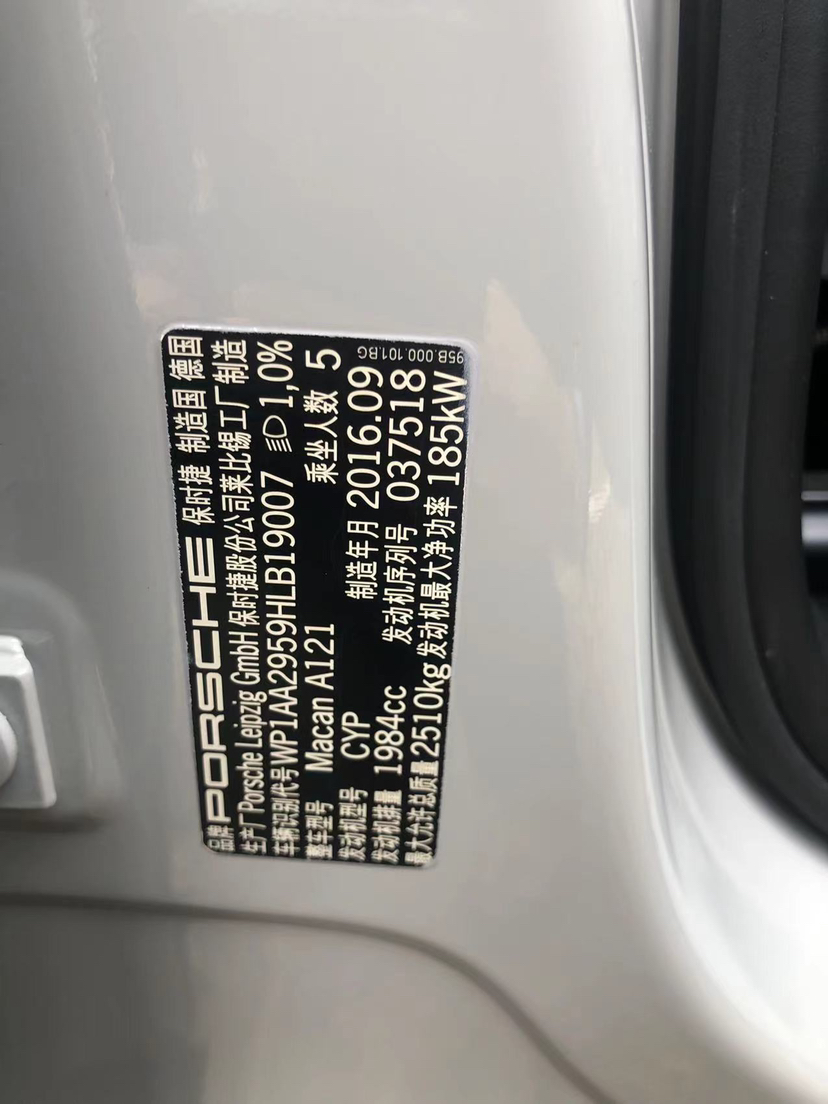 品牌 PORSCHE 保时捷 制造国 德国
生产厂 Porsche Leipzig GmbH 保时捷股份公司莱比锡工厂制造
车辆识别代号 WP1AA2959HLB19007 1,0%
整车型号 Macan A121 乘坐人数 5
发动机型号 CYP 制造年月 2016.09
发动机排量 1984cc 发动机序列号 037518
最大允许总质量 2510kg 发动机最大净功率 185kW
95B.000.101.BG